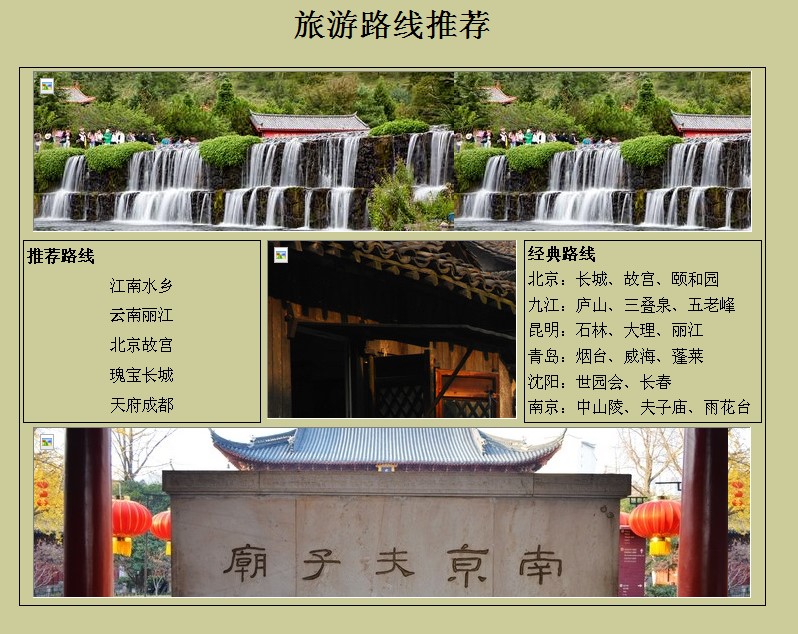 旅游路线推荐
推荐路线
江南水乡
云南丽江
北京故宫
瑰宝长城
天府成都
经典路线
北京：长城、故宫、颐和园
九江：庐山、三叠泉、五老峰
昆明：石林、大理、丽江
青岛：烟台、威海、蓬莱
沈阳：世园会、长春
南京：中山陵、夫子庙、雨花台
廟子夫京南